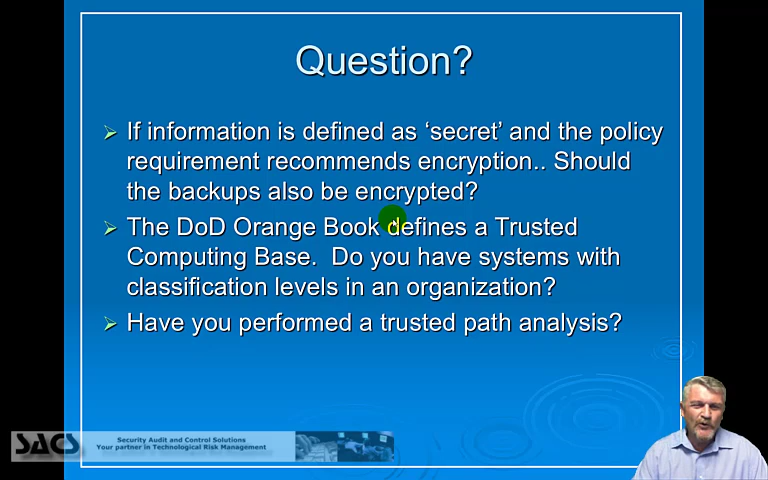 Question?
If information is defined as ‘secret’ and the policy
requirement recommends encryption.. Should
the backups also be encrypted?
The DoD Orange Book defines a Trusted
Computing Base.  Do you have systems with
classification levels in an organization?
Have you performed a trusted path analysis?
SACS
Security Audit and Control Solutions
Your partner in Technological Risk Management